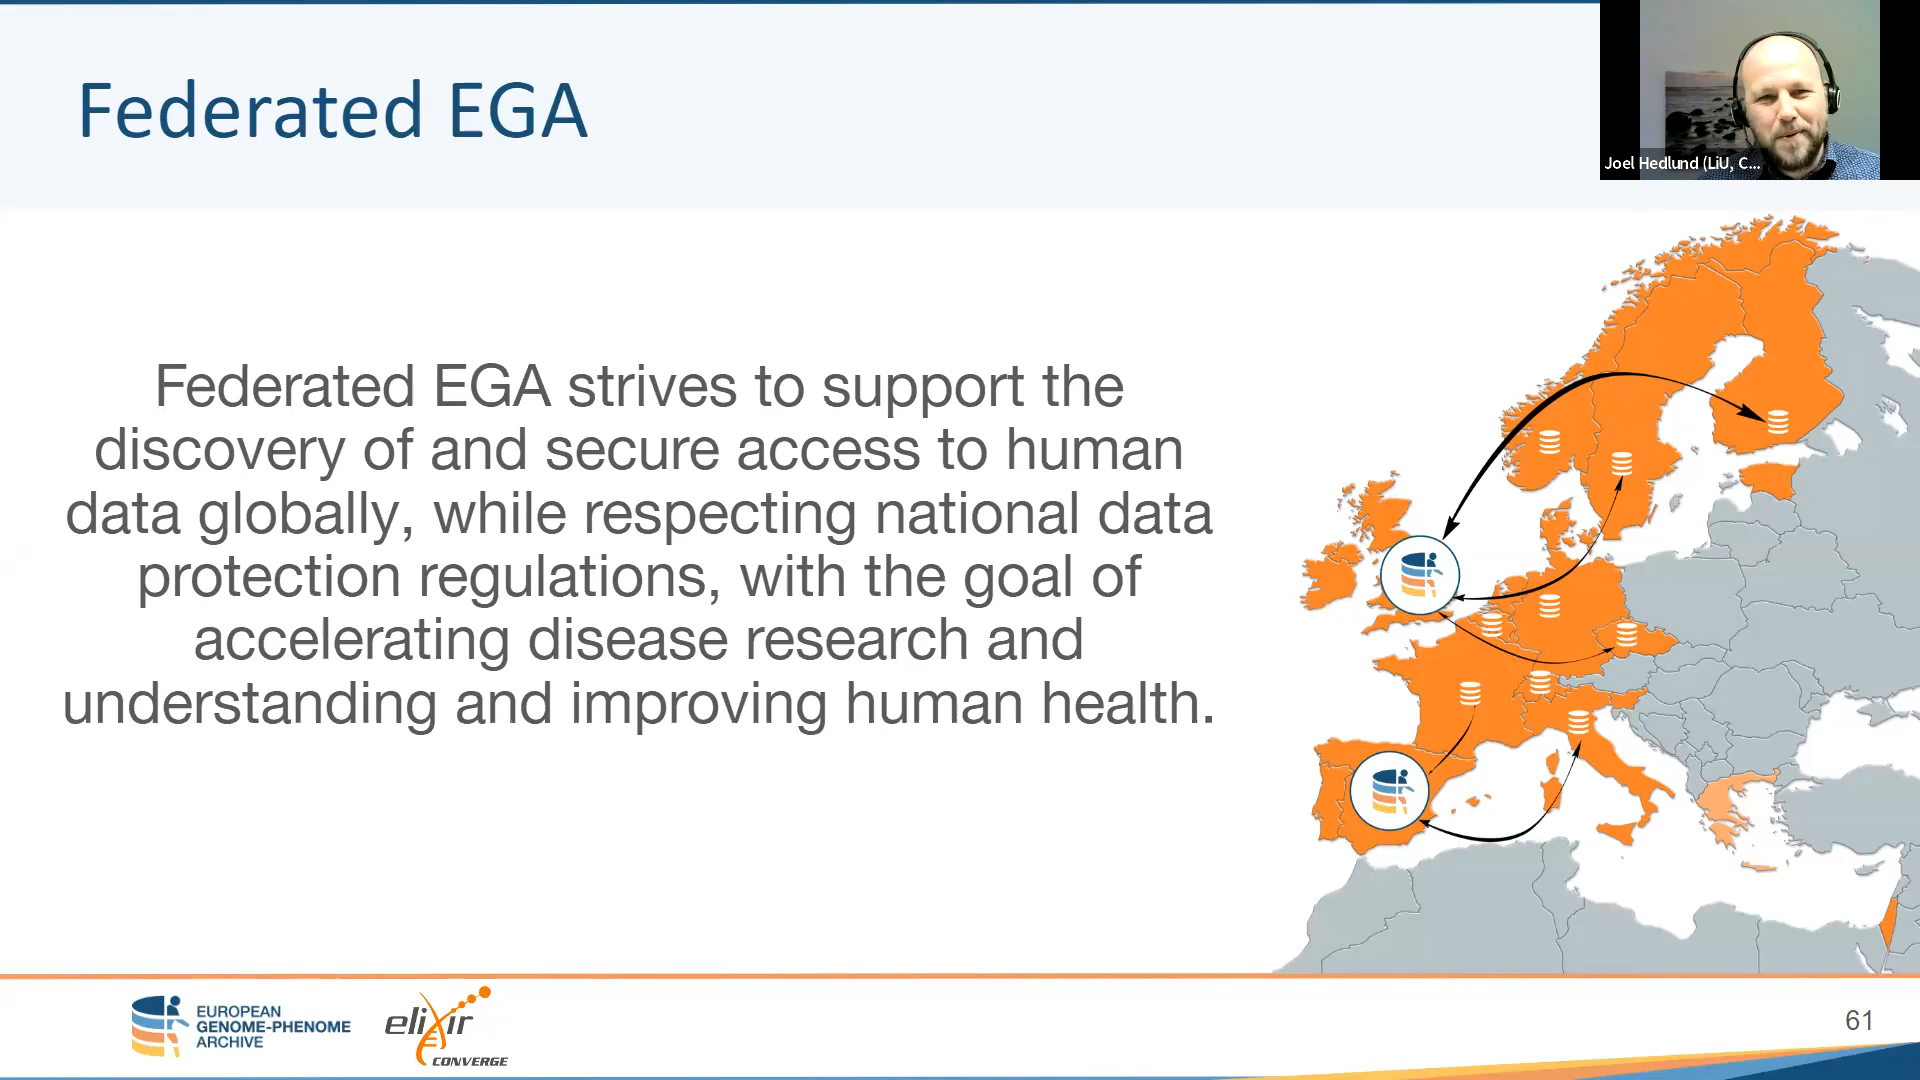 Federated EGA
Joel Hedlund (LiU, C...
Federated EGA strives to support the
discovery of and secure access to human
data globally, while respecting national data
protection regulations, with the goal of
accelerating disease research and
understanding and improving human health.
EUROPEAN
GENOME-PHENOME
ARCHIVE
elixir
CONVERGE
61